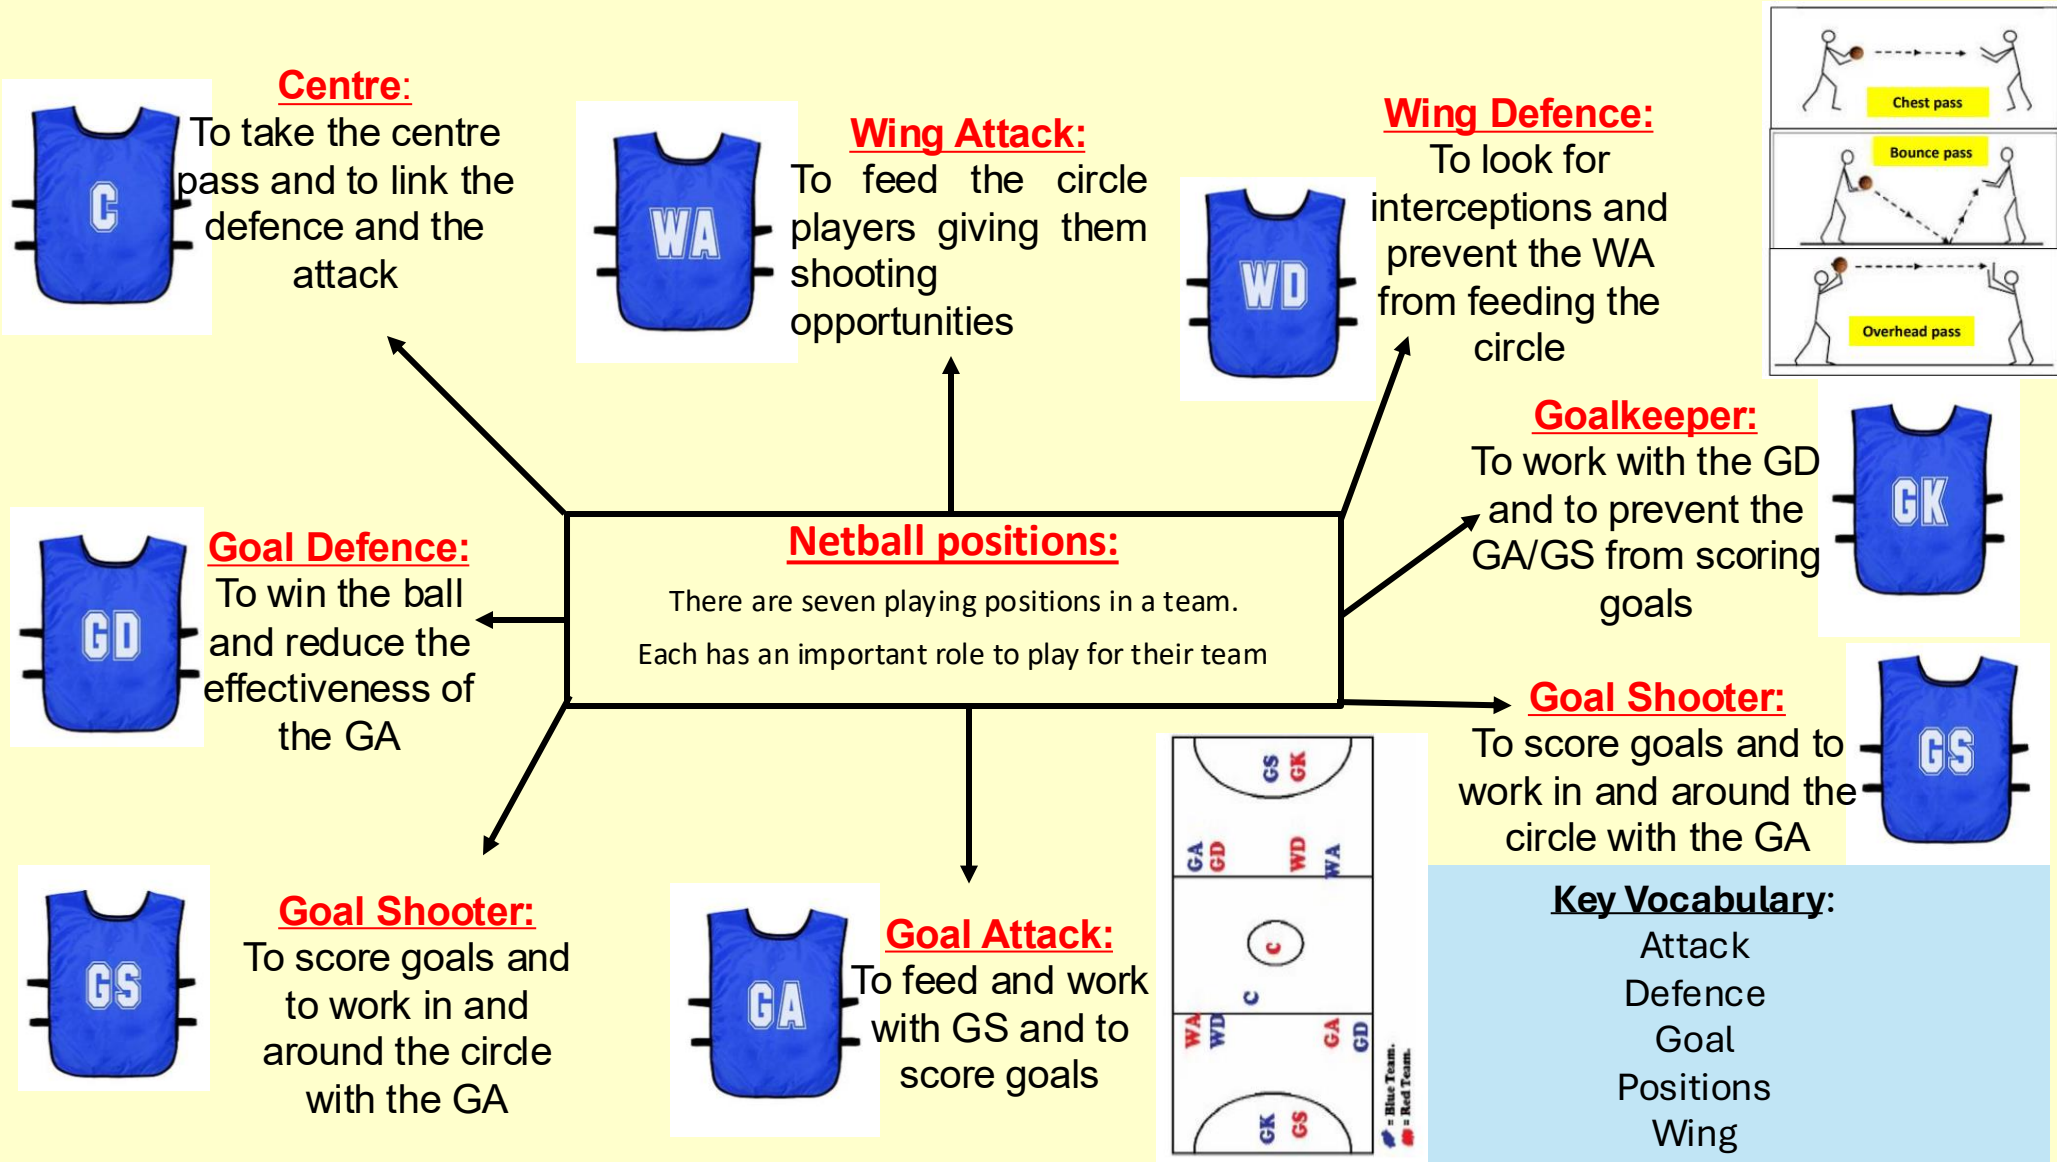 Centre:
To take the centre
pass and to link the
defence and the
attack
C
Wing Attack:
To feed the circle
players giving them
shooting
opportunities
WA
Wing Defence:
To look for
interceptions and
prevent the WA
from feeding the
circle
WD
Chest pass
Bounce pass
Overhead pass
Goalkeeper:
To work with the GD
and to prevent the
GA/GS from scoring
goals
GK
Netball positions:
There are seven playing positions in a team.
Each has an important role to play for their team
Goal Defence:
To win the ball
and reduce the
effectiveness of
the GA
GD
Goal Shooter:
To score goals and to
work in and around the
circle with the GA
GS
Goal Shooter:
To score goals and
to work in and
around the circle
with the GA
GS
Goal Attack:
To feed and work
with GS and to
score goals
GA
GS
GK
GA
GD
WD
WA
C
C
WA
WD
GA
GD
GK
GS
= Blue Team.
= Red Team.
Key Vocabulary:
Attack
Defence
Goal
Positions
Wing